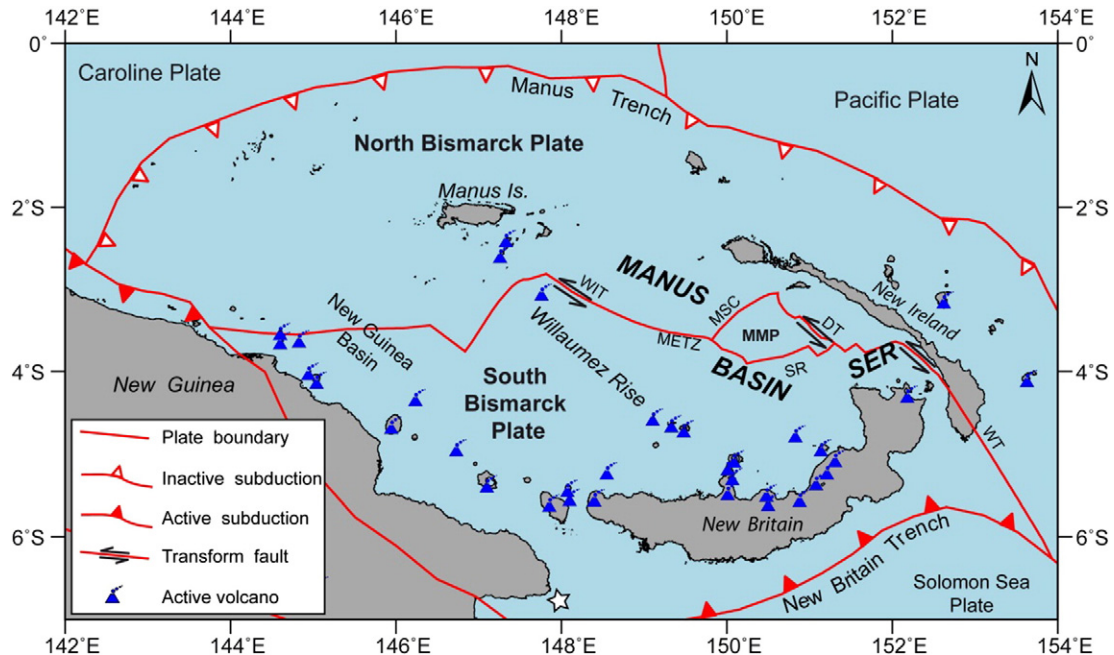 142°E 144°E 146°E 148°E 150°E 152°E 154°E
0° 0°
Caroline Plate
Manus Trench
Pacific Plate
N
North Bismarck Plate
Manus Is.
2°S 2°S
MANUS
WIT
MSC
New Ireland
New Guinea
Basin
Willaumez Rise
METZ
MMP
DT
SR
SER
BASIN
4°S 4°S
New Guinea
South
Bismarck
Plate
WT
Plate boundary
Inactive subduction
Active subduction
Transform fault
Active volcano
New Britain
6°S 6°S
New Britain Trench
Solomon Sea
Plate
142°E 144°E 146°E 148°E 150°E 152°E 154°E